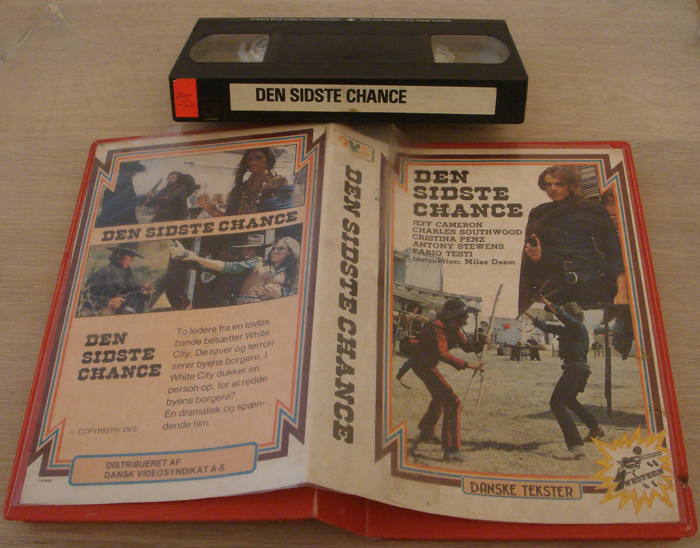 DEN SIDSTE CHANCE
DEN SIDSTE CHANCE
DEN
SIDSTE
CHANCE
To ledere fra en lovløs
bande besætter White
City. De røver og terrori-
serer byens borgere. I
White City dukker en
person op, for at redde
byens borgere?
En dramatisk og spæn-
dende film.
© COPYRIGTH DVS
DISTRIBUERET AF
DANSK VIDEOSYNDIKAT A-S
DVS
DEN SIDSTE CHANCE
DEN
SIDSTE
CHANCE
JEFF CAMERON
CHARLES SOUTHWOOD
CRISTINA PENZ
ANTONY STEWENS
FABIO TESTI
Instruktion: Miles Deem
DANSKE TEKSTER